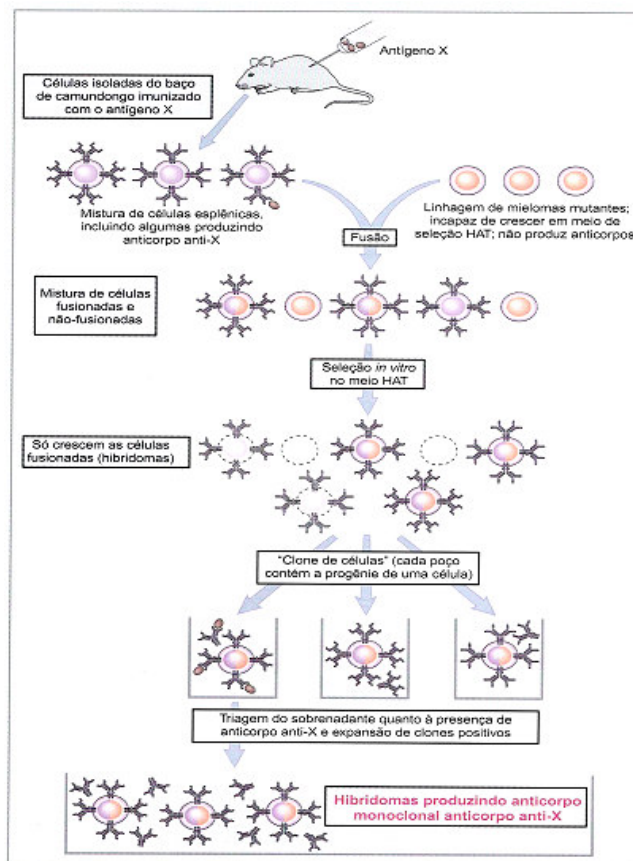 Antígeno X
Células isoladas do baço
de camundongo imunizado
com o antígeno X
Mistura de células esplênicas,
incluindo algumas produzindo
anticorpo anti-X
Linhagem de mielomas mutantes;
incapaz de crescer em meio de
seleção HAT; não produz anticorpos
Fusão
Mistura de células
fusionadas e
não-fusionadas
Seleção in vitro
no meio HAT
Só crescem as células
fusionadas (hibridomas)
"Clone de células" (cada poço
contém a progênie de uma célula)
Triagem do sobrenadante quanto à presença de
anticorpo anti-X e expansão de clones positivos
Hibridomas produzindo anticorpo
monoclonal anticorpo anti-X